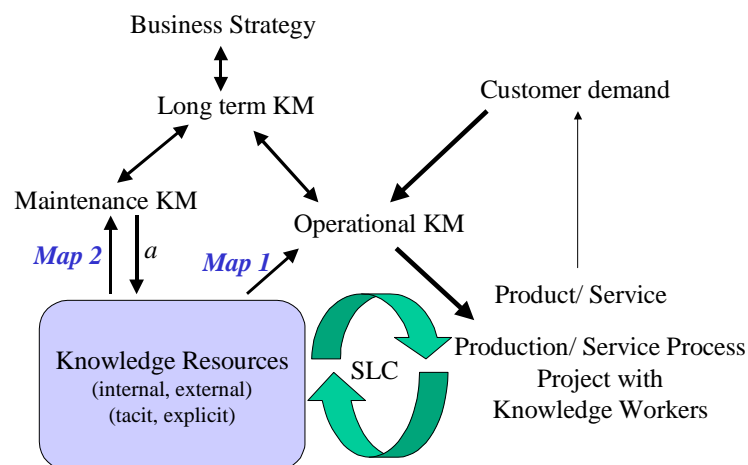 Business Strategy
Long term KM
Customer demand
Maintenance KM
Operational KM
Map 2
a
Map 1
Product/ Service
Knowledge Resources
(internal, external)
(tacit, explicit)
SLC
Production/ Service Process
Project with
Knowledge Workers